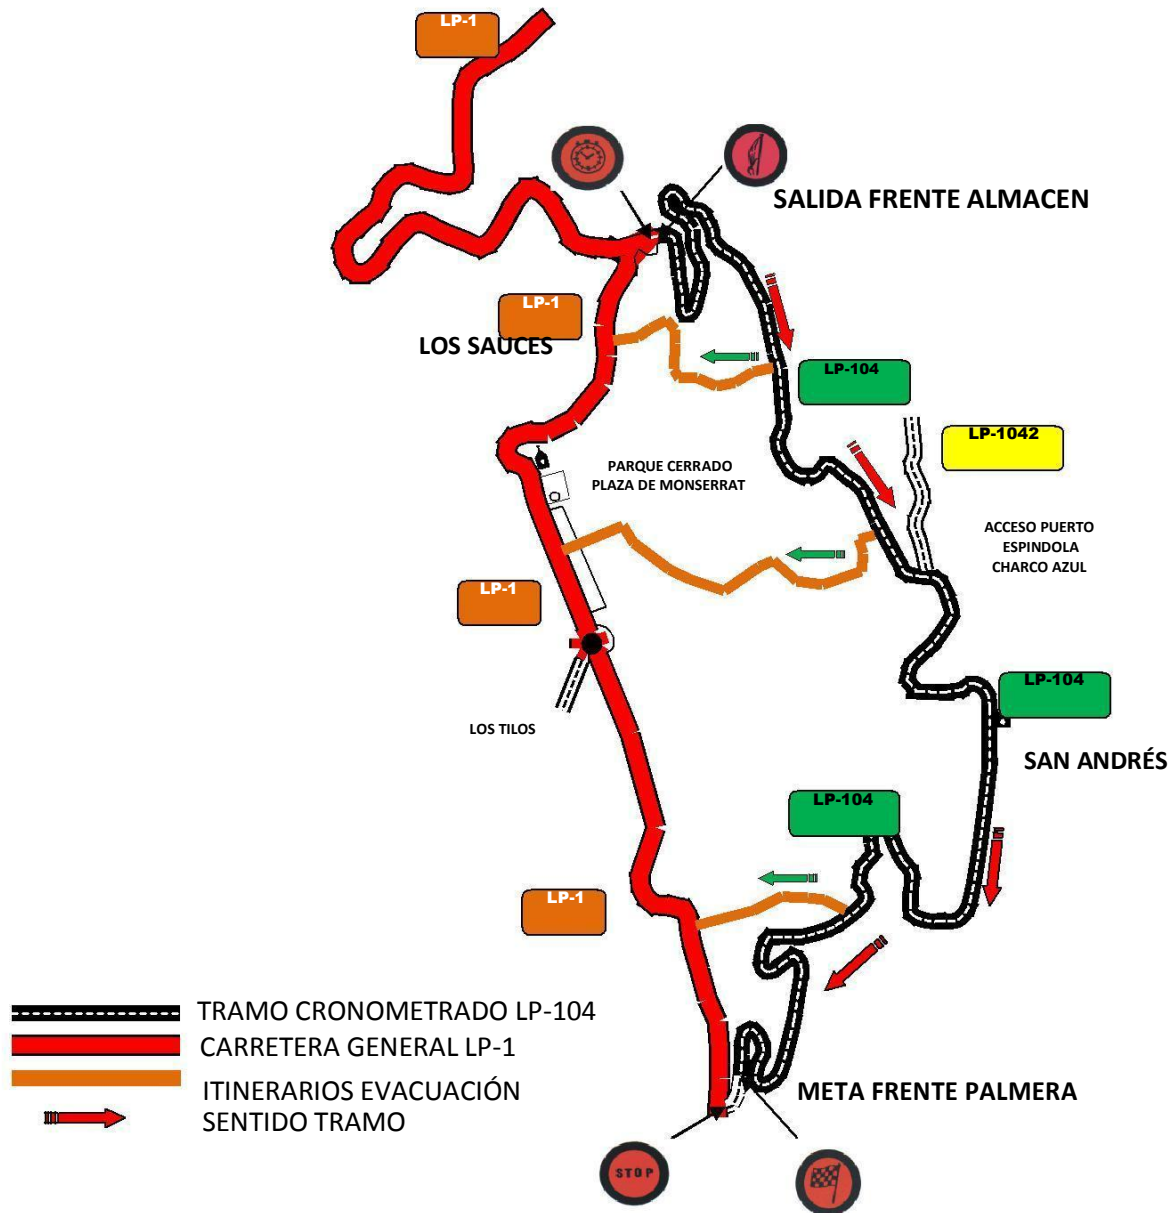 LP-1
SALIDA FRENTE ALMACEN
LP-1
LOS SAUCES
LP-104
LP-1042
PARQUE CERRADO
PLAZA DE MONSERRAT
ACCESO PUERTO
ESPINDOLA
CHARCO AZUL
LP-1
LP-104
LOS TILOS
SAN ANDRÉS
LP-104
LP-1
TRAMO CRONOMETRADO LP-104
CARRETERA GENERAL LP-1
ITINERARIOS EVACUACIÓN
SENTIDO TRAMO
META FRENTE PALMERA
STOP